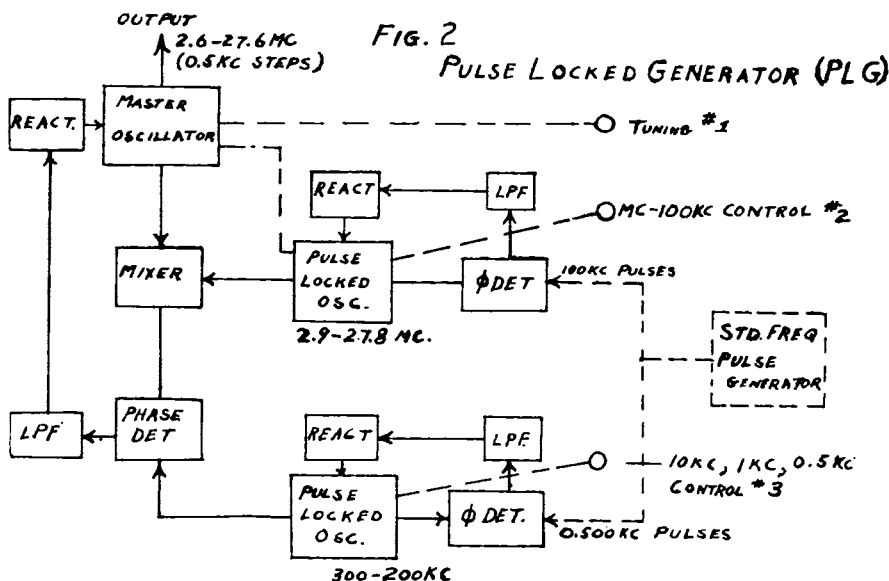 OUTPUT
2.6-27.6 MC
(0.5KC STEPS)
FIG. 2
PULSE LOCKED GENERATOR (PLG)
REACT.
MASTER
OSCILLATOR
TUNING #1
REACT
LPF
MC-100KC CONTROL #2
MIXER
PULSE
LOCKED
OSC.
ΦDET
100KC PULSES
2.9-27.8 MC.
STD. FREQ
PULSE
GENERATOR
LPF
PHASE
DET
REACT
LPF.
10KC, 1KC, 0.5KC
CONTROL #3
PULSE
LOCKED
OSC.
Φ DET.
0.500KC PULSES
300-200KC